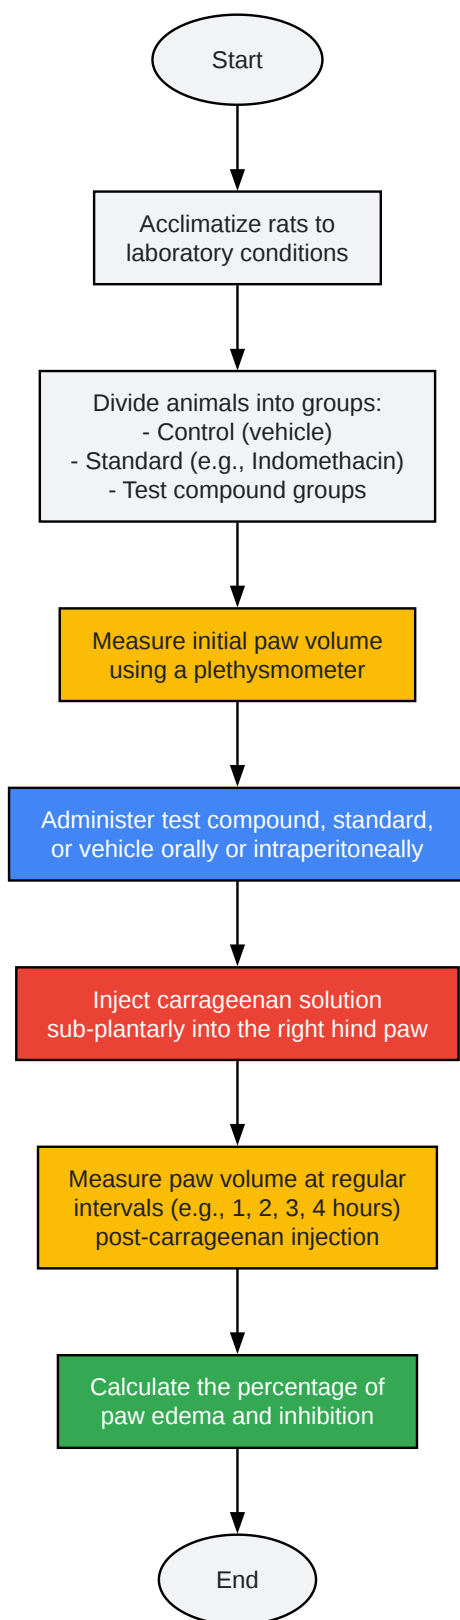 Start
Acclimatize rats to
laboratory conditions
Divide animals into groups:
- Control (vehicle)
- Standard (e.g., Indomethacin)
- Test compound groups
Measure initial paw volume
using a plethysmometer
Administer test compound, standard,
or vehicle orally or intraperitoneally
Inject carrageenan solution
sub-plantarly into the right hind paw
Measure paw volume at regular
intervals (e.g., 1, 2, 3, 4 hours)
post-carrageenan injection
Calculate the percentage of
paw edema and inhibition
End